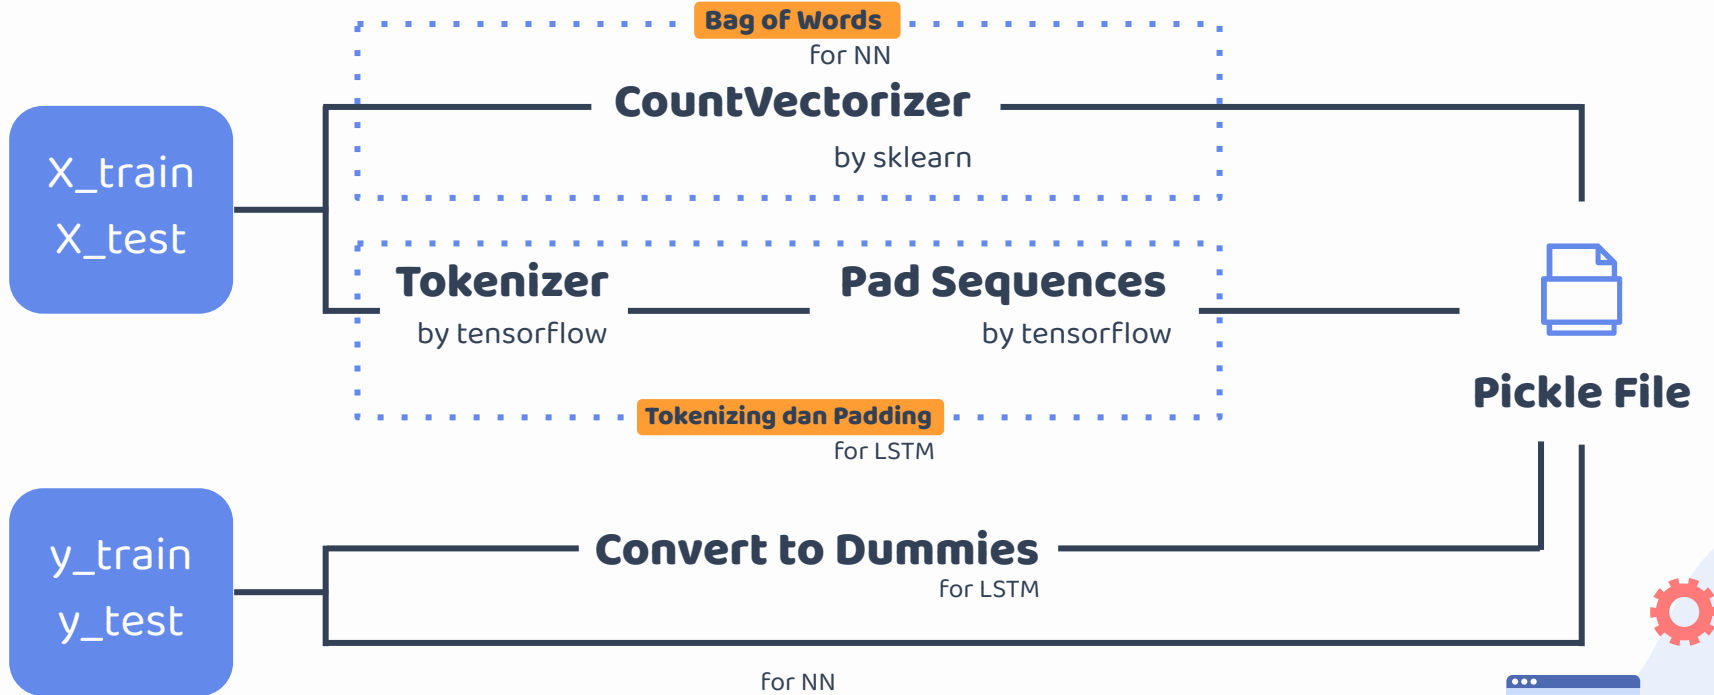 Bag of Words
for NN
CountVectorizer
by sklearn
X_train
X_test
Tokenizer
by tensorflow
Pad Sequences
by tensorflow
Tokenizing dan Padding
for LSTM
Pickle File
y_train
y_test
Convert to Dummies
for LSTM
for NN